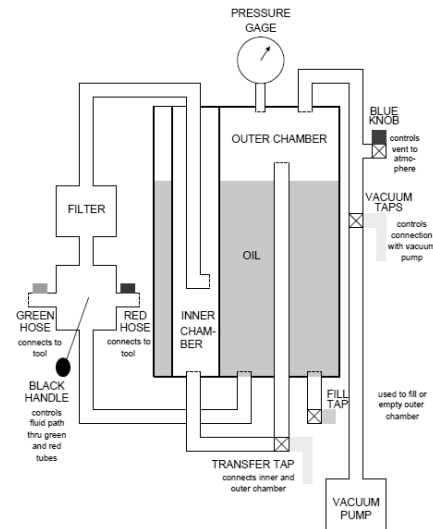 PRESSURE
GAGE
BLUE
KNOB
controls
vent to
atmo-
phere
OUTER CHAMBER
FILTER
VACUUM
TAPS
controls
connection
with vacuum
pump
OIL
GREEN
HOSE
connects to
tool
RED
HOSE
connects to
tool
INNER
CHAM-
BER
BLACK
HANDLE
controls
fluid path
thru green
and red
tubes
FILL
TAP
used to fill or
empty outer
chamber
TRANSFER TAP
connects inner and
outer chamber
VACUUM
PUMP